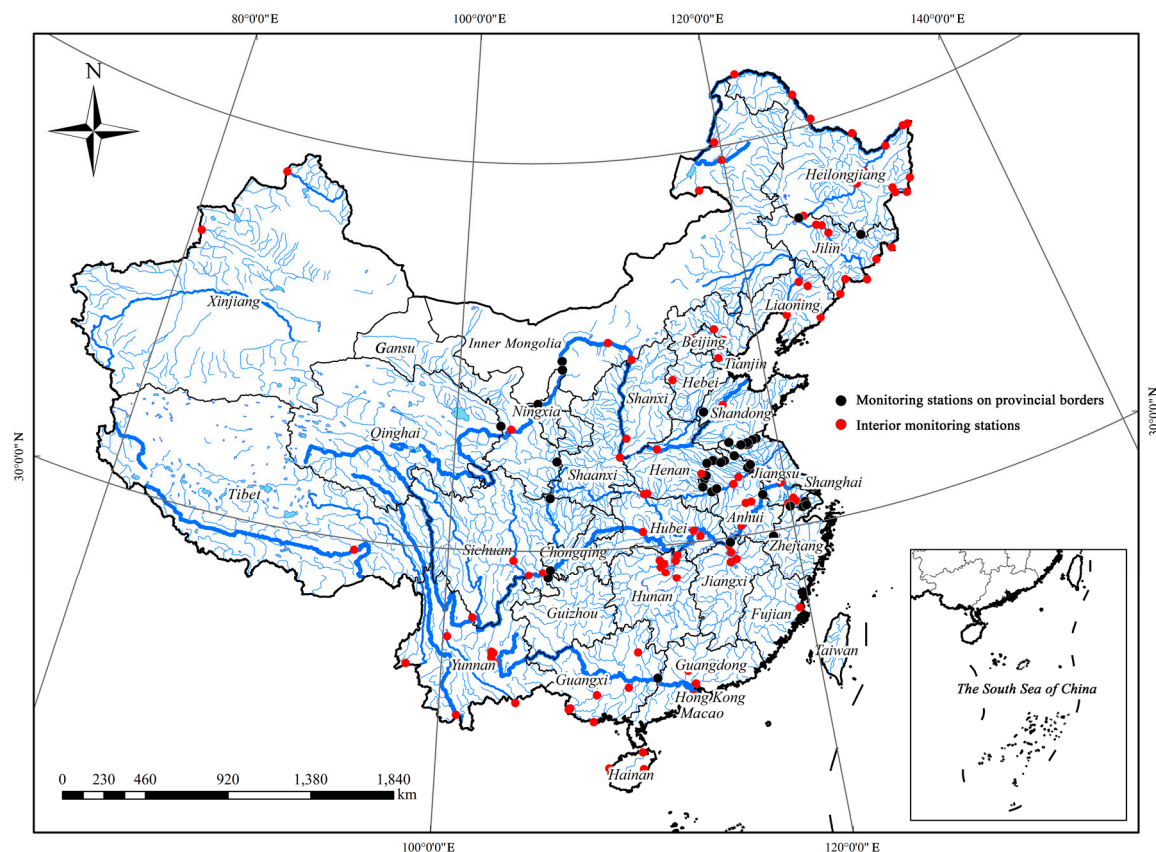 80°0'0"E
100°0'0"E
120°0'0"E
140°0'0"E
N
Heilongjiang
Jilin
Liaoning
Xinjiang
Gansu
Inner Mongolia
Beijing
Tianjin
Hebei
Shanxi
Shandong
Ningxia
Qinghai
Monitoring stations on provincial borders
Interior monitoring stations
30°0'0"N
30°0'0"N
Shaanxi
Henan
Jiangsu
Shanghai
Tibet
Anhui
Hubei
Zhejiang
Sichuan
Chongqing
Jiangxi
Hunan
Guizhou
Fujian
Taiwan
Yunnan
Guangxi
Guangdong
Hong Kong
Macao
The South Sea of China
Hainan
0 230 460 920 1,380 1,840
km
100°0'0"E
120°0'0"E